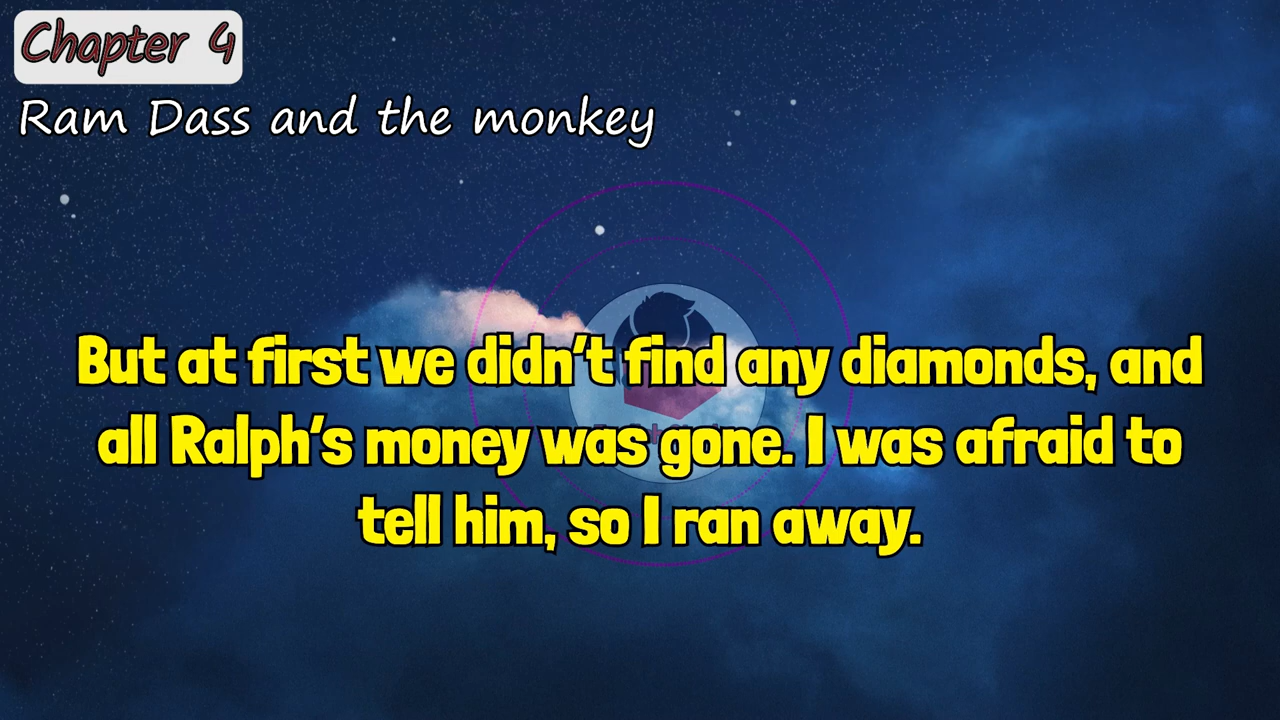 Chapter 4
Ram Dass and the monkey
But at first we didn't find any diamonds, and
all Ralph's money was gone. I was afraid to
tell him, so I ran away.